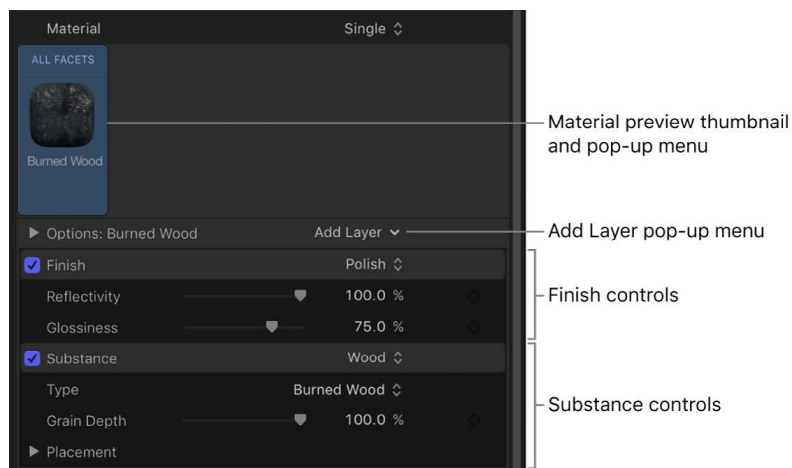 Material Single
ALL FACETS
Burned Wood
Material preview thumbnail
and pop-up menu
Options: Burned Wood Add Layer
Add Layer pop-up menu
Finish Polish
Reflectivity 100.0 %
Glossiness 75.0 %
Finish controls
Substance Wood
Type Burned Wood
Grain Depth 100.0 %
Placement
Substance controls